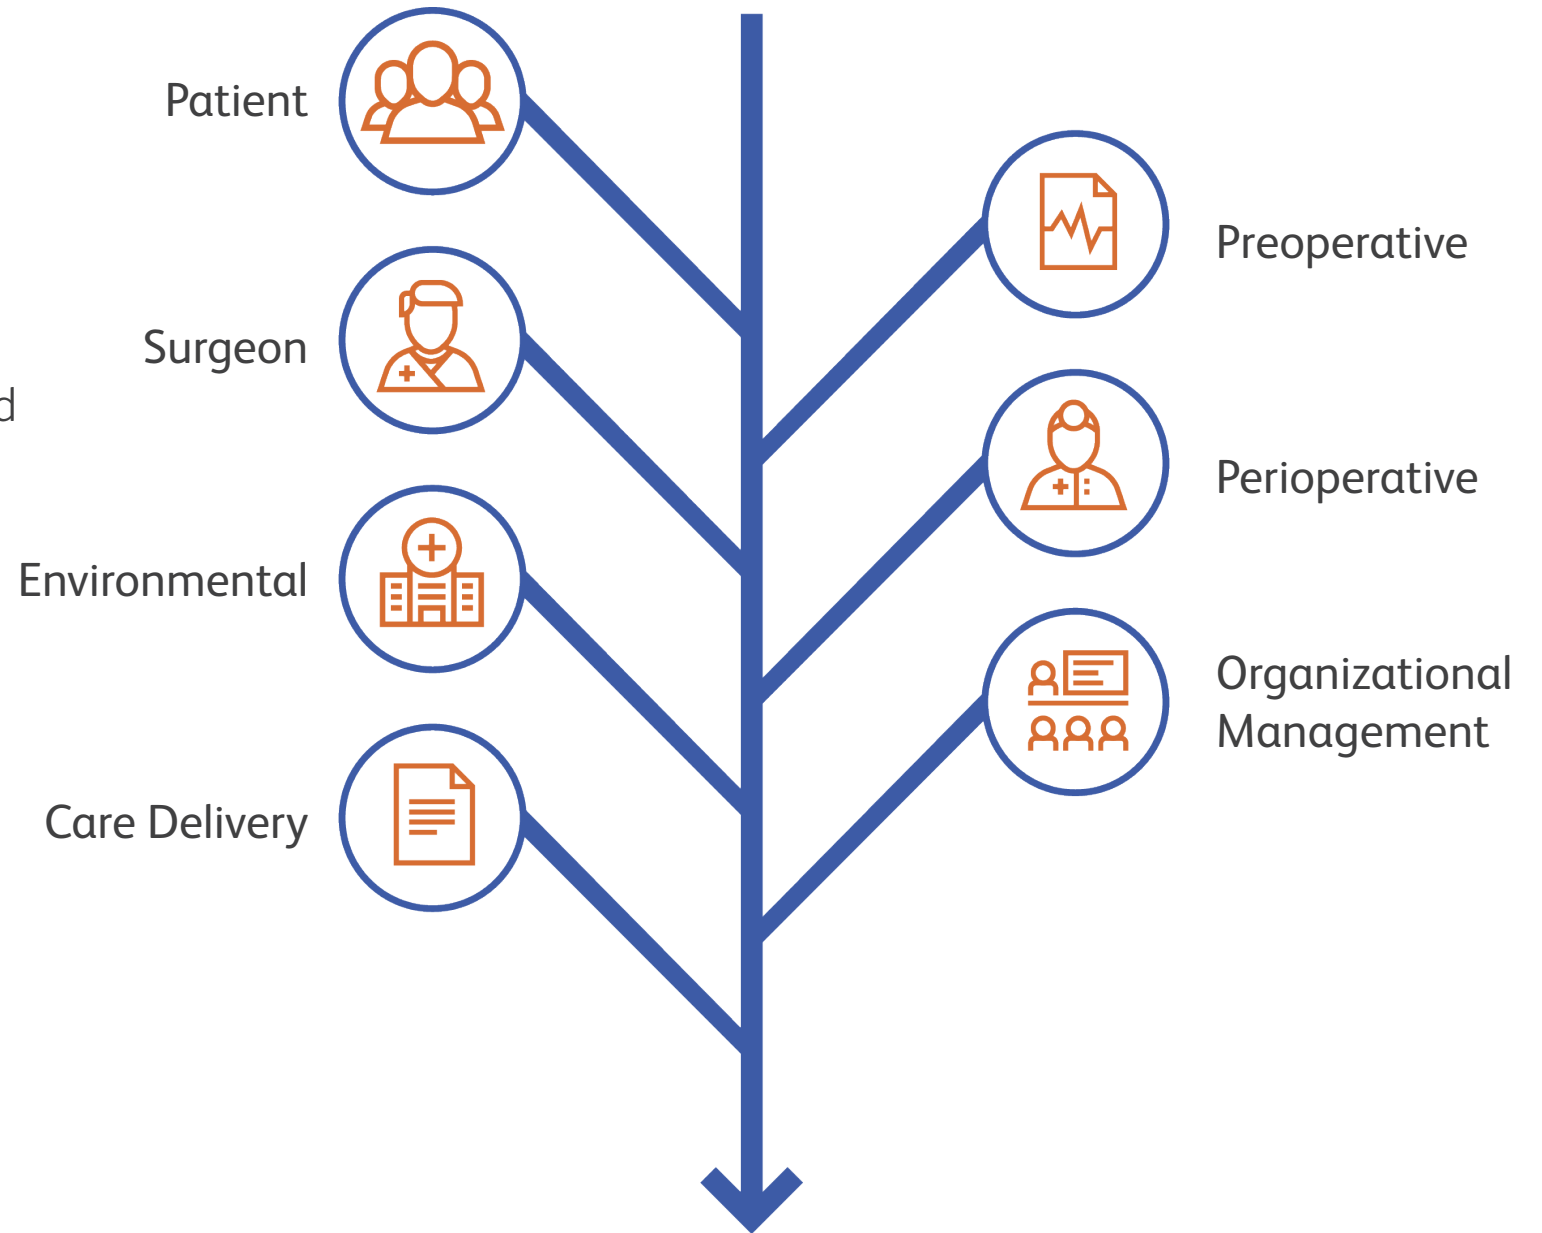 Patient
Preoperative
Surgeon
d
Perioperative
Environmental
Organizational
Management
Care Delivery